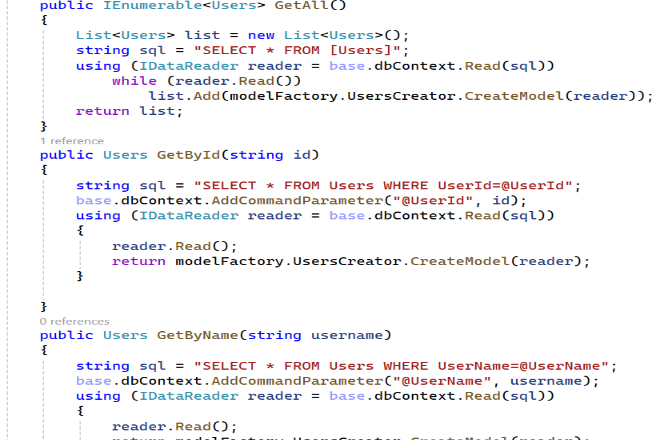 public IEnumerable<Users> GetAll()
{
List<Users> list = new List<Users>();
string sql = "SELECT * FROM [Users]";
using (IDataReader reader = base.dbContext.Read(sql))
while (reader.Read())
list.Add(modelFactory.UsersCreator.CreateModel(reader));
return list;
}
1 reference
public Users GetById(string id)
{
string sql = "SELECT * FROM Users WHERE UserId=@UserId";
base.dbContext.AddCommandParameter("@UserId", id);
using (IDataReader reader = base.dbContext.Read(sql))
{
reader.Read();
return modelFactory.UsersCreator.CreateModel(reader);
}
}
0 references
public Users GetByName(string username)
{
string sql = "SELECT * FROM Users WHERE UserName=@UserName";
base.dbContext.AddCommandParameter("@UserName", username);
using (IDataReader reader = base.dbContext.Read(sql))
{
reader.Read();
return modelFactory.UsersCreator.CreateModel(reader);